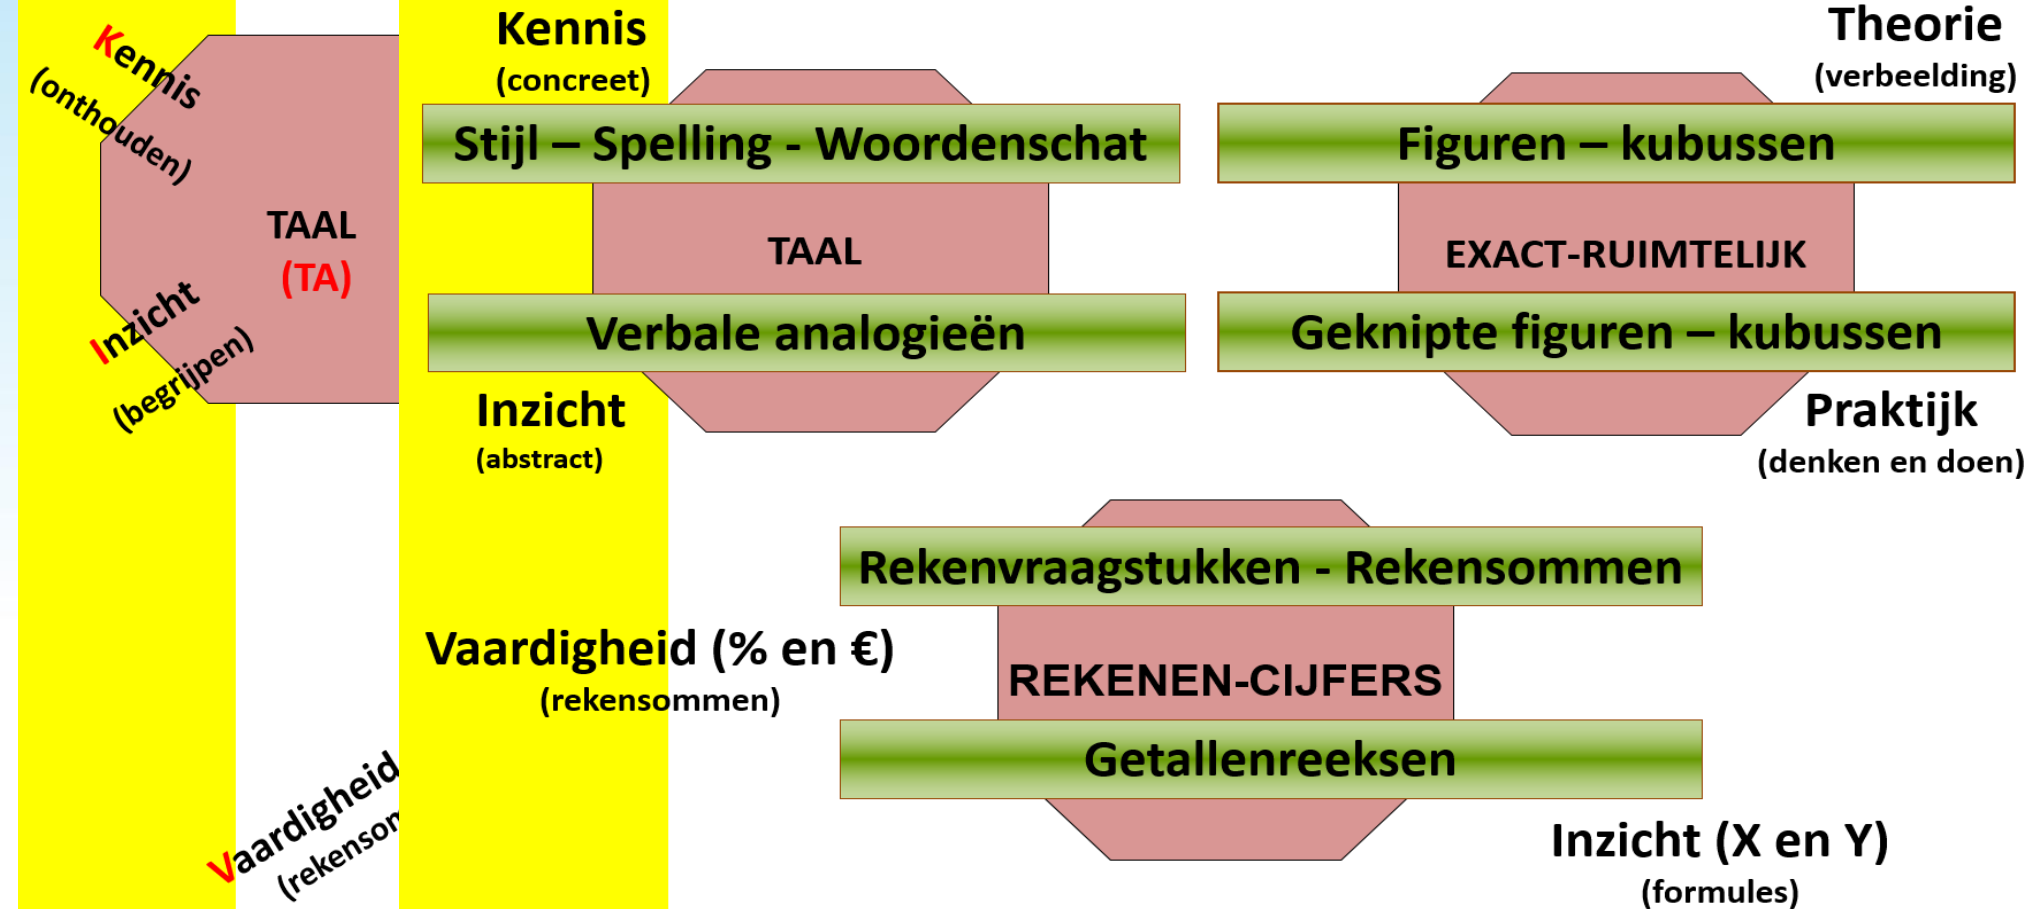 Kennis
(onthouden)
TAAL
(TA)
Inzicht
(begrijpen)
Vaardigheid
(rekenson
Kennis
(concreet)
Stijl – Spelling - Woordenschat
TAAL
Verbale analogieën
Inzicht
(abstract)
Theorie
(verbeelding)
Figuren – kubussen
EXACT-RUIMTELIJK
Geknipte figuren – kubussen
Praktijk
(denken en doen)
Rekenvraagstukken - Rekensommen
Vaardigheid (% en €)
(rekensommen)
REKENEN-CIJFERS
Getallenreeksen
Inzicht (X en Y)
(formules)